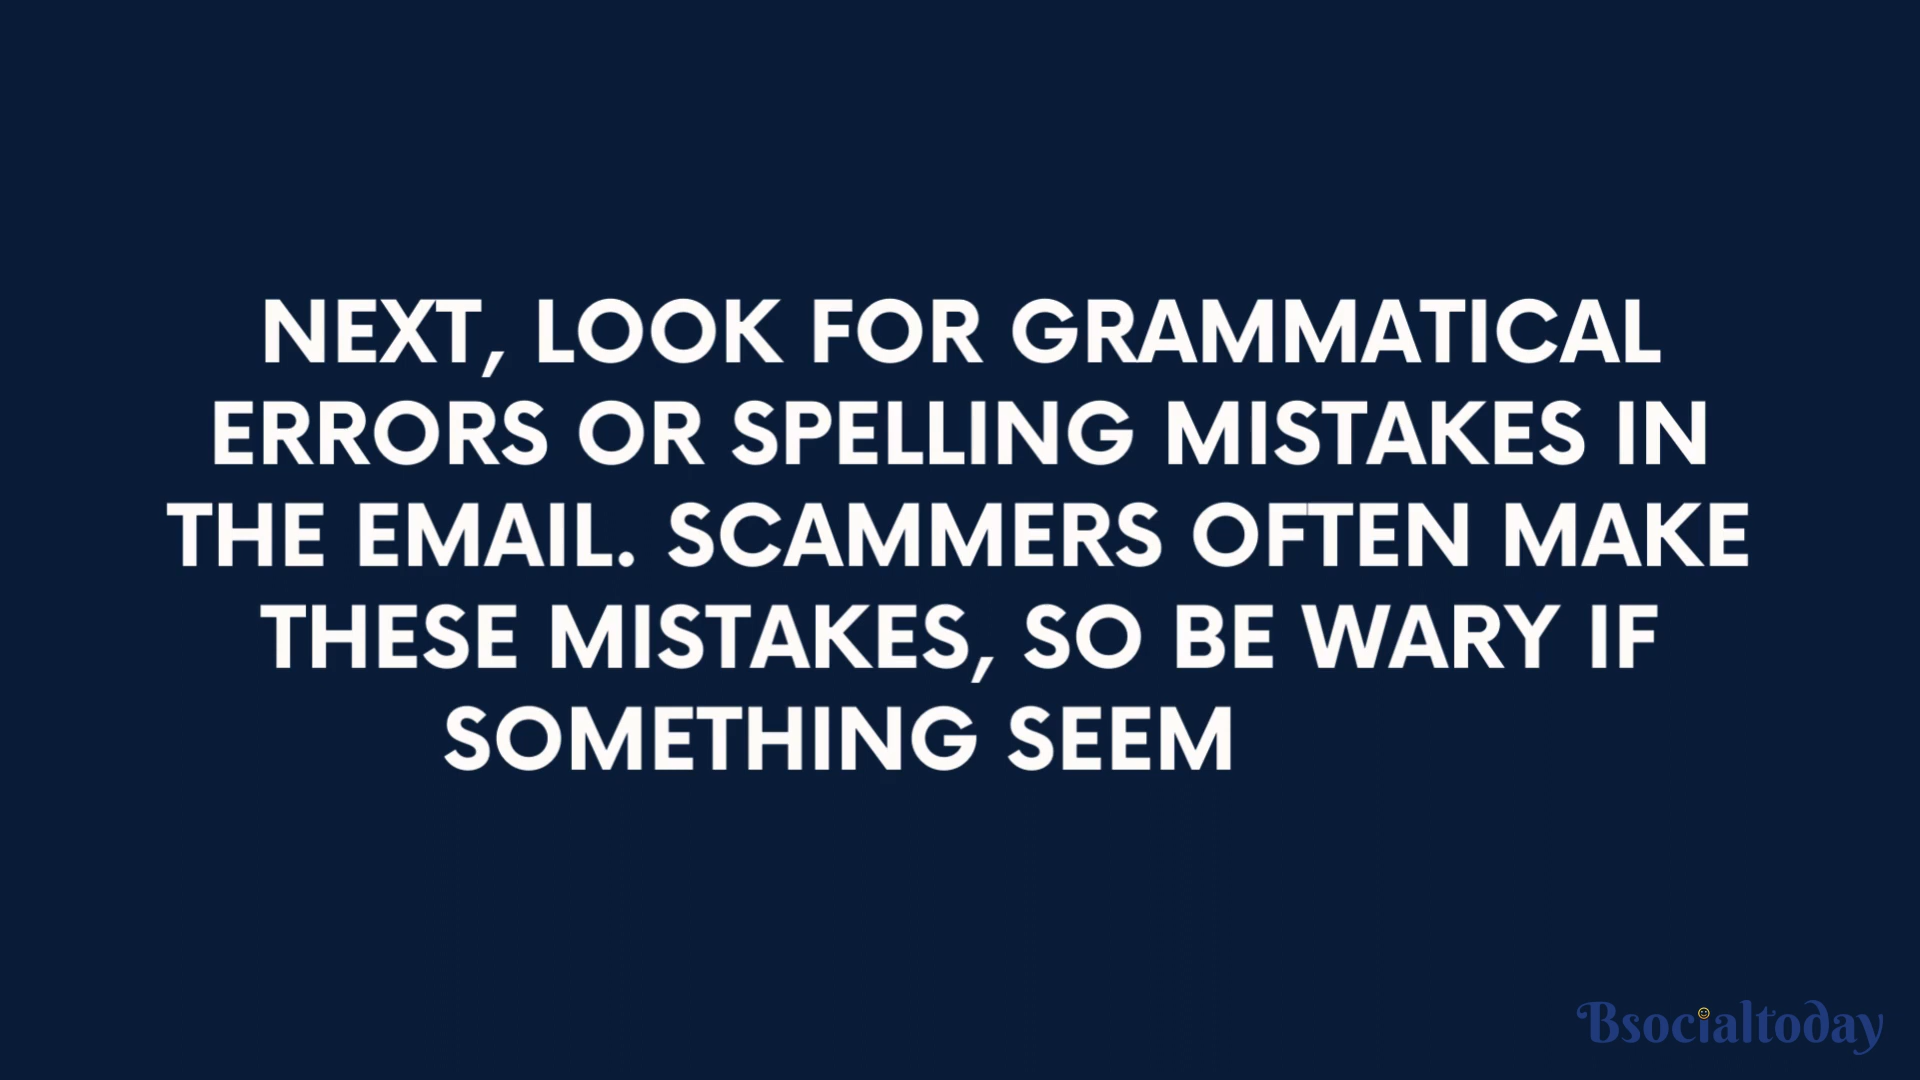 NEXT, LOOK FOR GRAMMATICAL
ERRORS OR SPELLING MISTAKES IN
THE EMAIL. SCAMMERS OFTEN MAKE
THESE MISTAKES, SO BE WARY IF
SOMETHING SEEM
Bsocialtoday